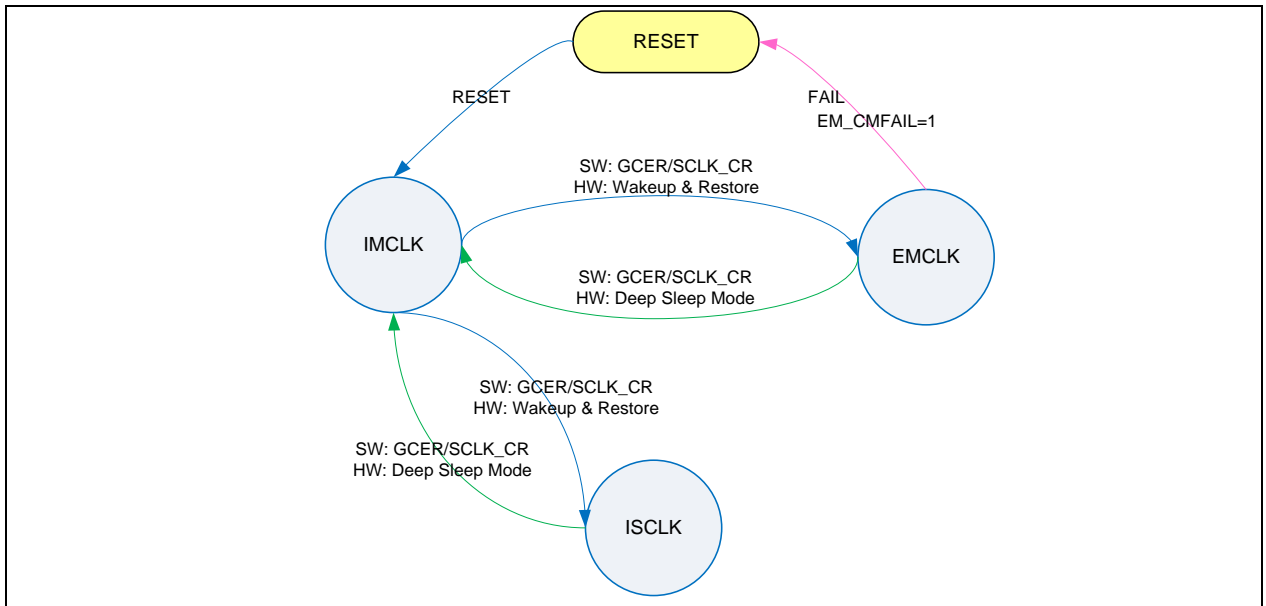 RESET
RESET
FAIL
EM_CMFAIL=1
SW: GCER/SCLK_CR
HW: Wakeup & Restore
IMCLK
EMCLK
SW: GCER/SCLK_CR
HW: Deep Sleep Mode
SW: GCER/SCLK_CR
HW: Wakeup & Restore
SW: GCER/SCLK_CR
HW: Deep Sleep Mode
ISCLK